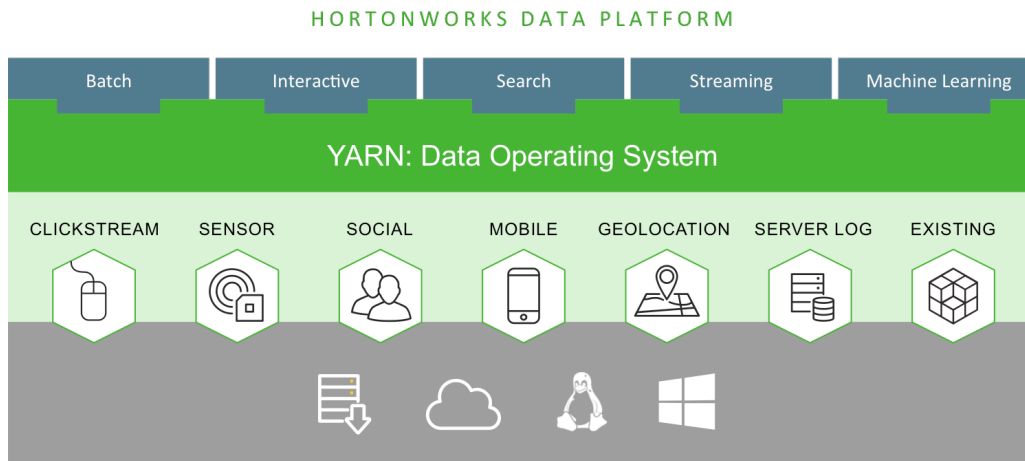 HORTONWORKS DATA PLATFORM
Batch Interactive Search Streaming Machine Learning
YARN: Data Operating System
CLICKSTREAM SENSOR SOCIAL MOBILE GEOLOCATION SERVER LOG EXISTING